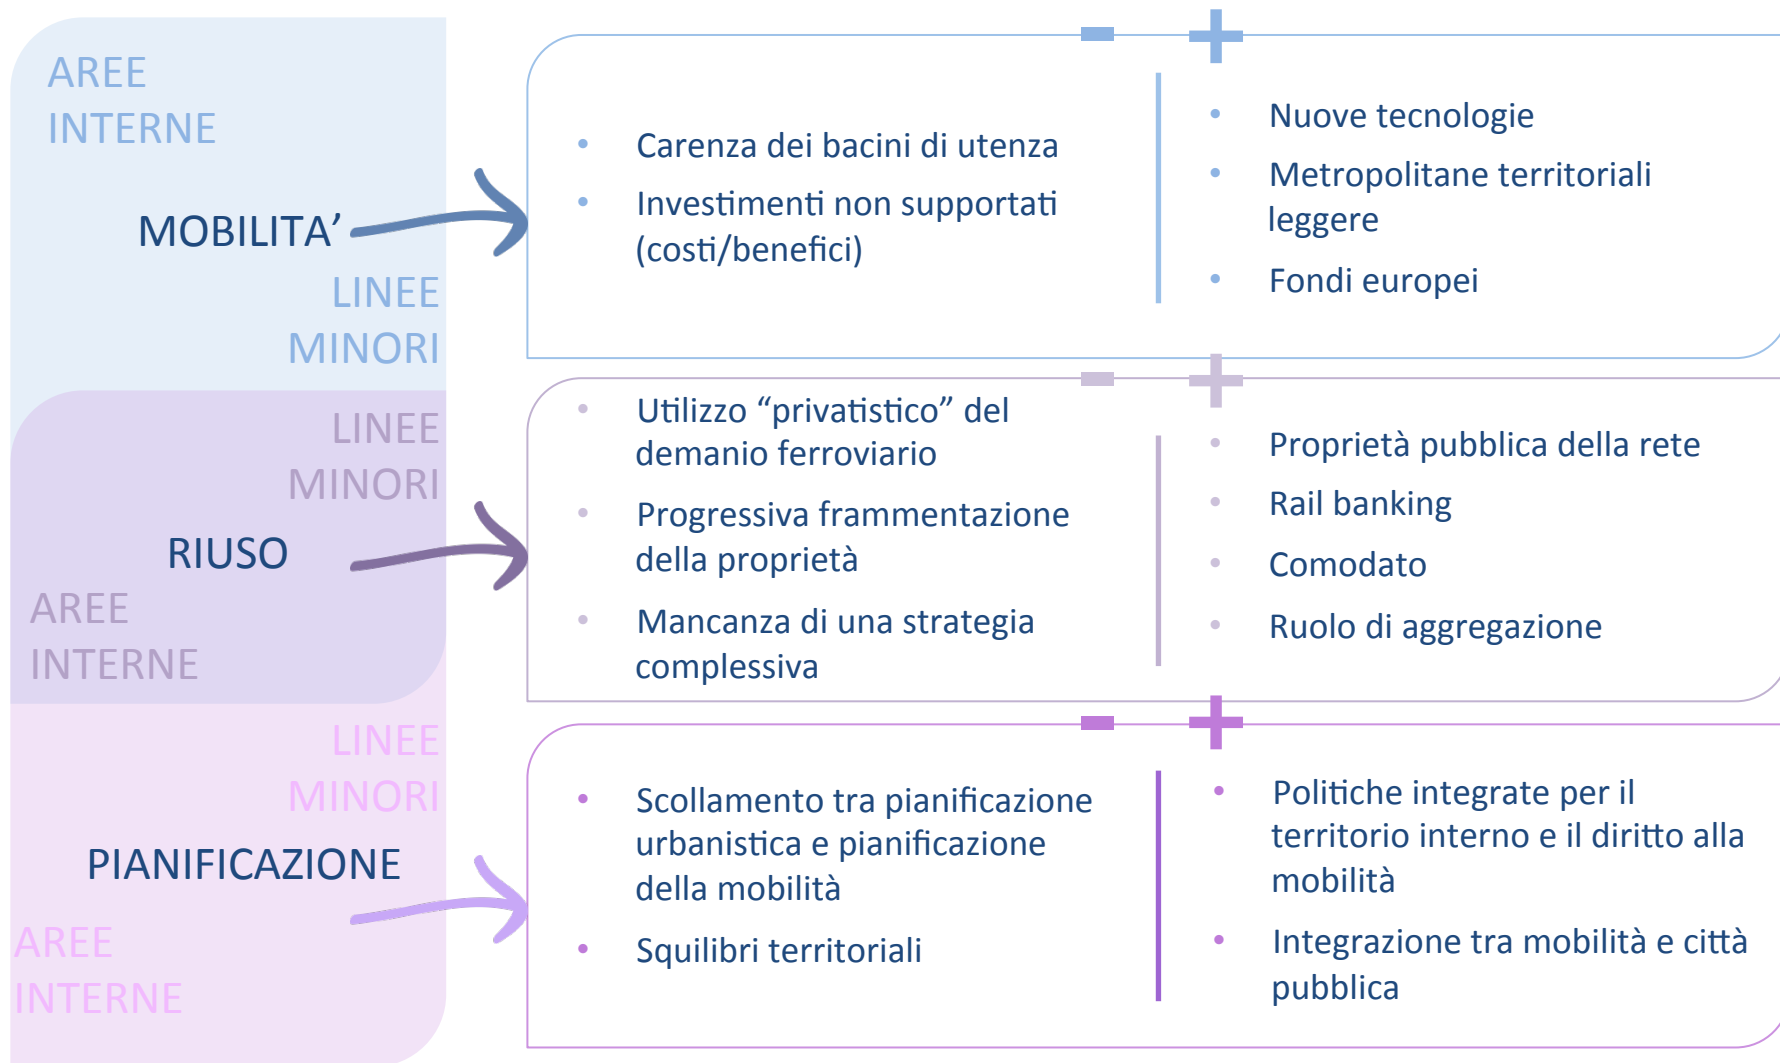 AREE
INTERNE
MOBILITA’
LINEE
MINORI
- +
• Carenza dei bacini di utenza
• Investimenti non supportati
(costi/benefici)
• Nuove tecnologie
• Metropolitane territoriali
leggere
• Fondi europei
LINEE
MINORI
RIUSO
AREE
INTERNE
- +
• Utilizzo “privatistico” del
demanio ferroviario
• Progressiva frammentazione
della proprietà
• Mancanza di una strategia
complessiva
• Proprietà pubblica della rete
• Rail banking
• Comodato
• Ruolo di aggregazione
LINEE
MINORI
PIANIFICAZIONE
AREE
INTERNE
- +
• Scollamento tra pianificazione
urbanistica e pianificazione
della mobilità
• Squilibri territoriali
• Politiche integrate per il
territorio interno e il diritto alla
mobilità
• Integrazione tra mobilità e città
pubblica